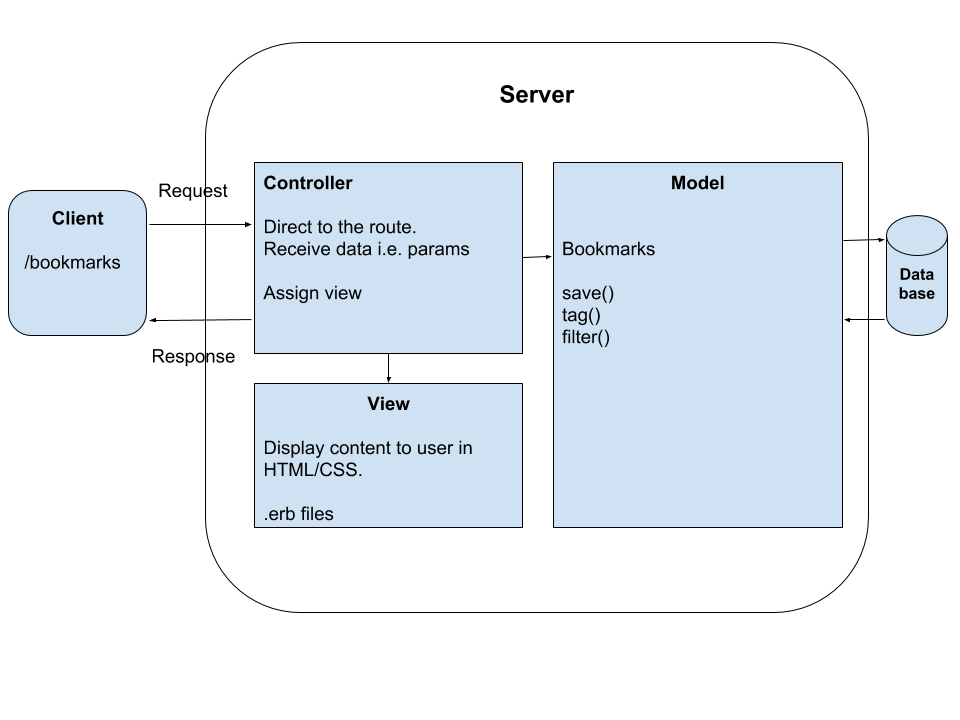 Server
Request
Client
/bookmarks
Response
Controller
Direct to the route.
Receive data i.e. params
Assign view
View
Display content to user in
HTML/CSS.
.erb files
Model
Bookmarks
save()
tag()
filter()
Data
base